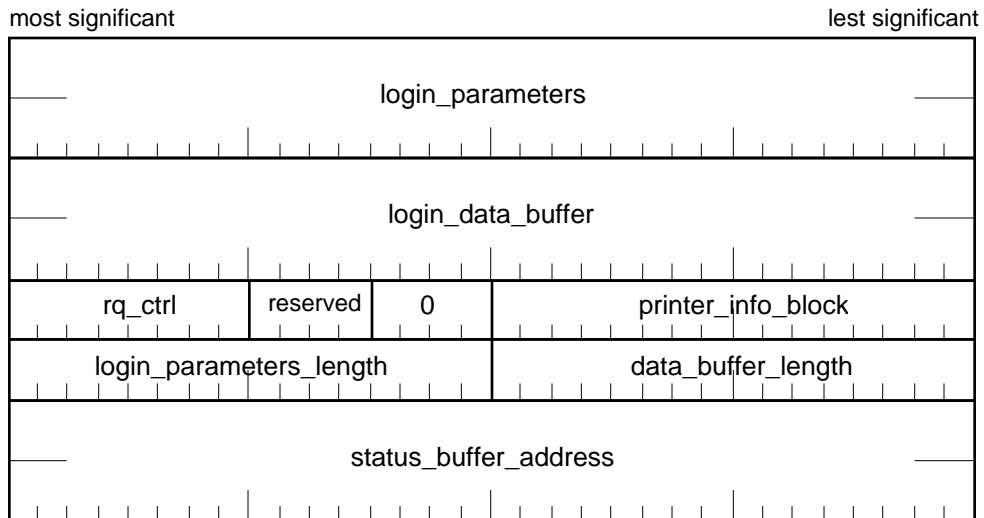 most significant lest significant
login_parameters
login_data_buffer
rq_ctrl reserved 0 printer_info_block
login_parameters_length data_buffer_length
status_buffer_address